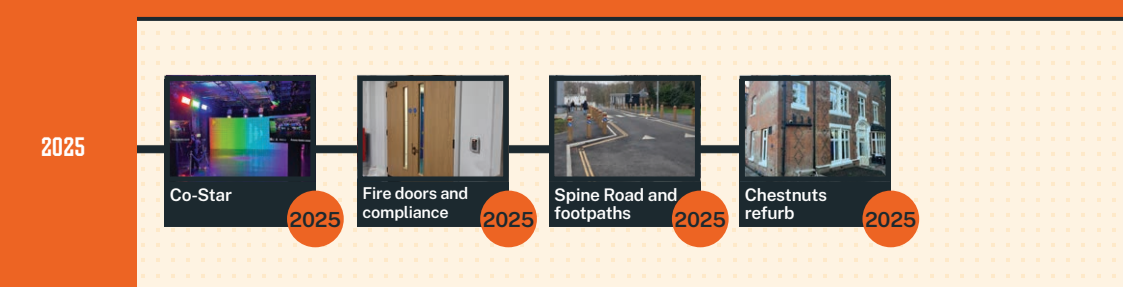 2025
Co-Star
2025
Fire doors and
compliance
2025
Spine Road and
footpaths
2025
Chestnuts
refurb
2025